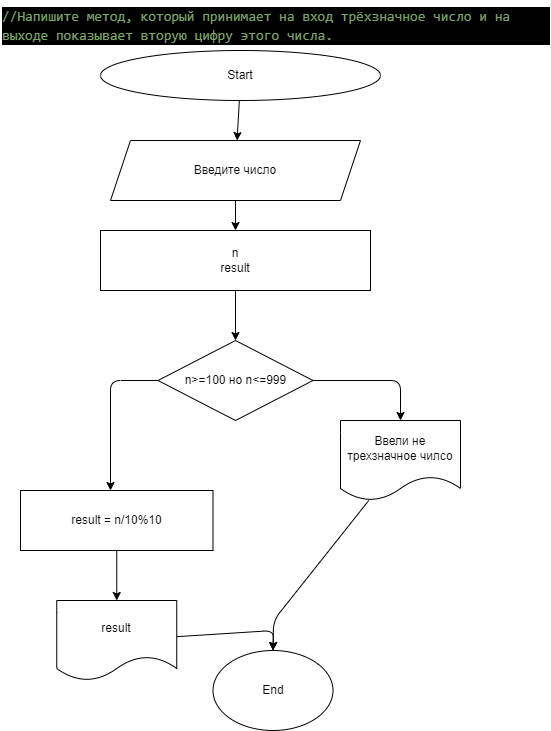 //Напишите метод, который принимает на вход трёхзначное число и на
выходе показывает вторую цифру этого числа.
Start
Введите число
n
result
n>=100 но n<=999
Ввели не
трехзначное чилсо
result = n/10%10
result
End